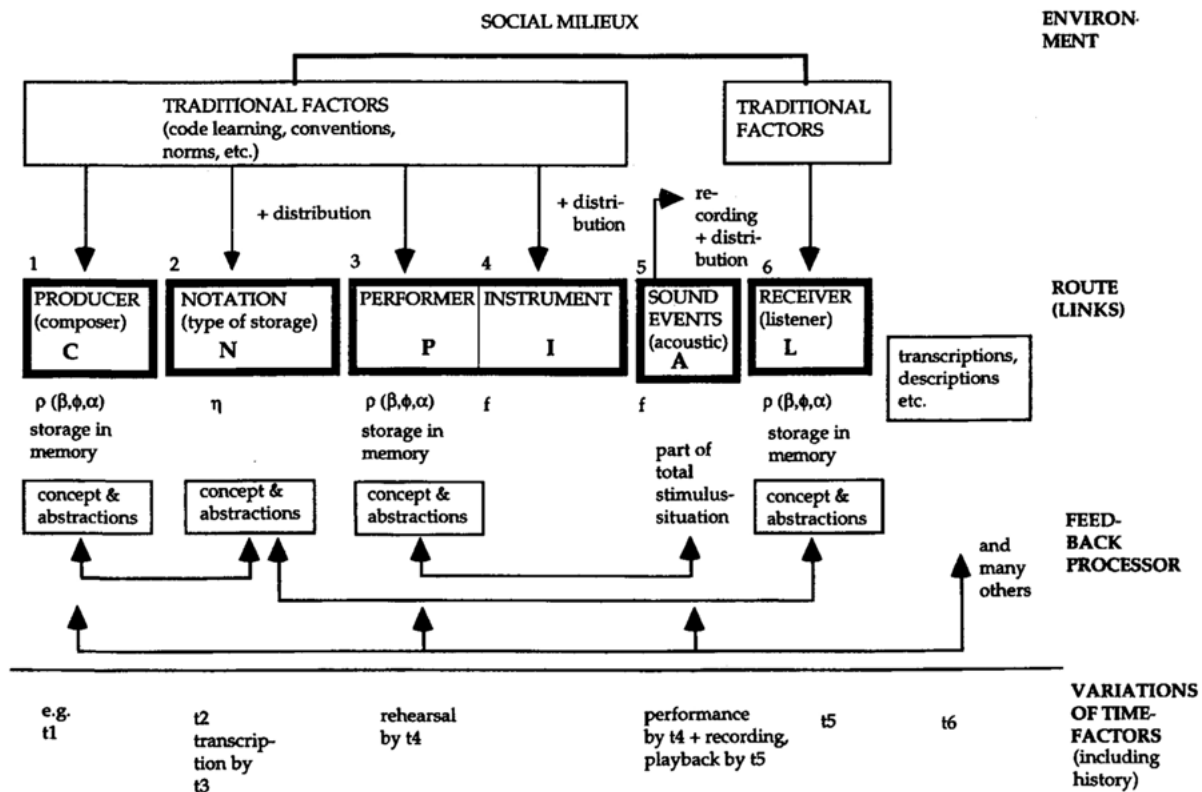 SOCIAL MILIEUX
ENVIRON-
MENT
TRADITIONAL FACTORS
(code learning, conventions,
norms, etc.)
TRADITIONAL
FACTORS
+ distribution
+ distri-
bution
re-
cording
+ distri-
bution
1
2
3
4
5
6
PRODUCER
(composer)
C
NOTATION
(type of storage)
N
PERFORMER
P
INSTRUMENT
I
SOUND
EVENTS
(acoustic)
A
RECEIVER
(listener)
L
ROUTE
(LINKS)
transcriptions,
descriptions
etc.
ρ (β,ϕ,α)
storage in
memory
η
ρ (β,ϕ,α)
storage in
memory
f
f
ρ (β,ϕ,α)
storage in
memory
part of
total
stimulus-
situation
concept &
abstractions
concept &
abstractions
concept &
abstractions
concept &
abstractions
FEED-
BACK
PROCESSOR
and
many
others
e.g.
t1
t2
transcrip-
tion by
t3
rehearsal
by t4
performance
by t4 + recording,
playback by t5
t5
t6
VARIATIONS
OF TIME-
FACTORS
(including
history)